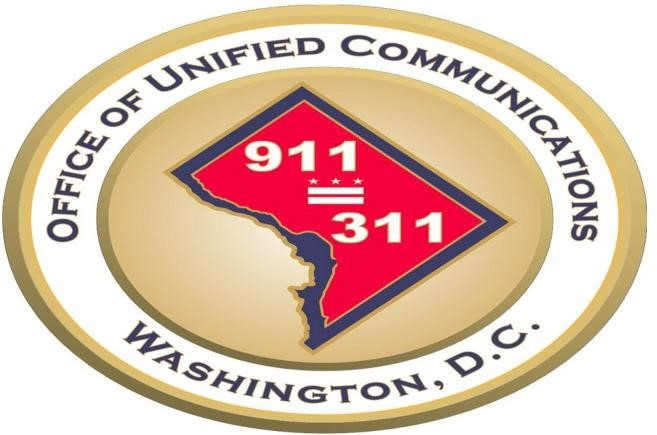 OFFICE OF UNIFIED COMMUNICATIONS
911
311
WASHINGTON, D.C.